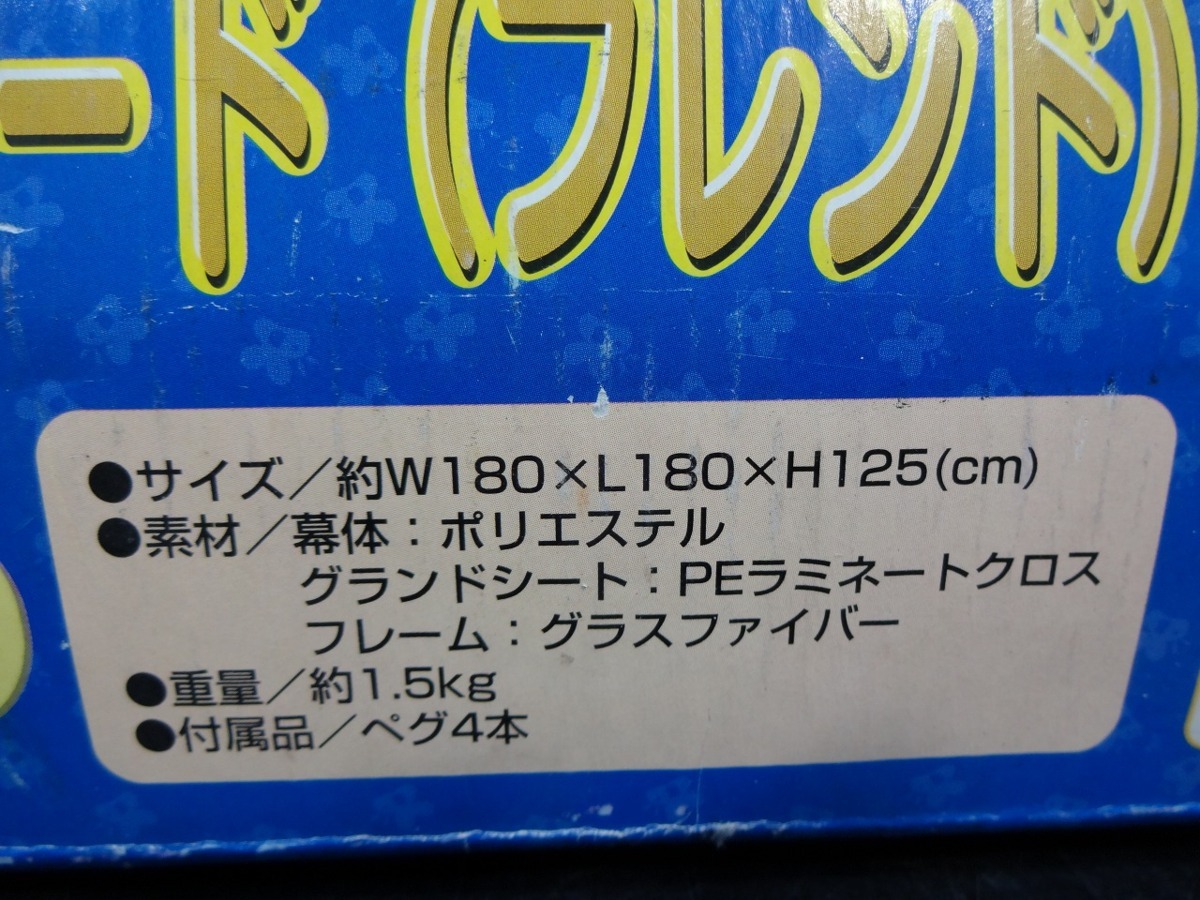 ード(フレンド)
●サイズ／約W180×L180×H125(cm)
●素材／幕体：ポリエステル
グランドシート：PEラミネートクロス
フレーム：グラスファイバー
●重量／約1.5kg
●付属品／ペグ4本